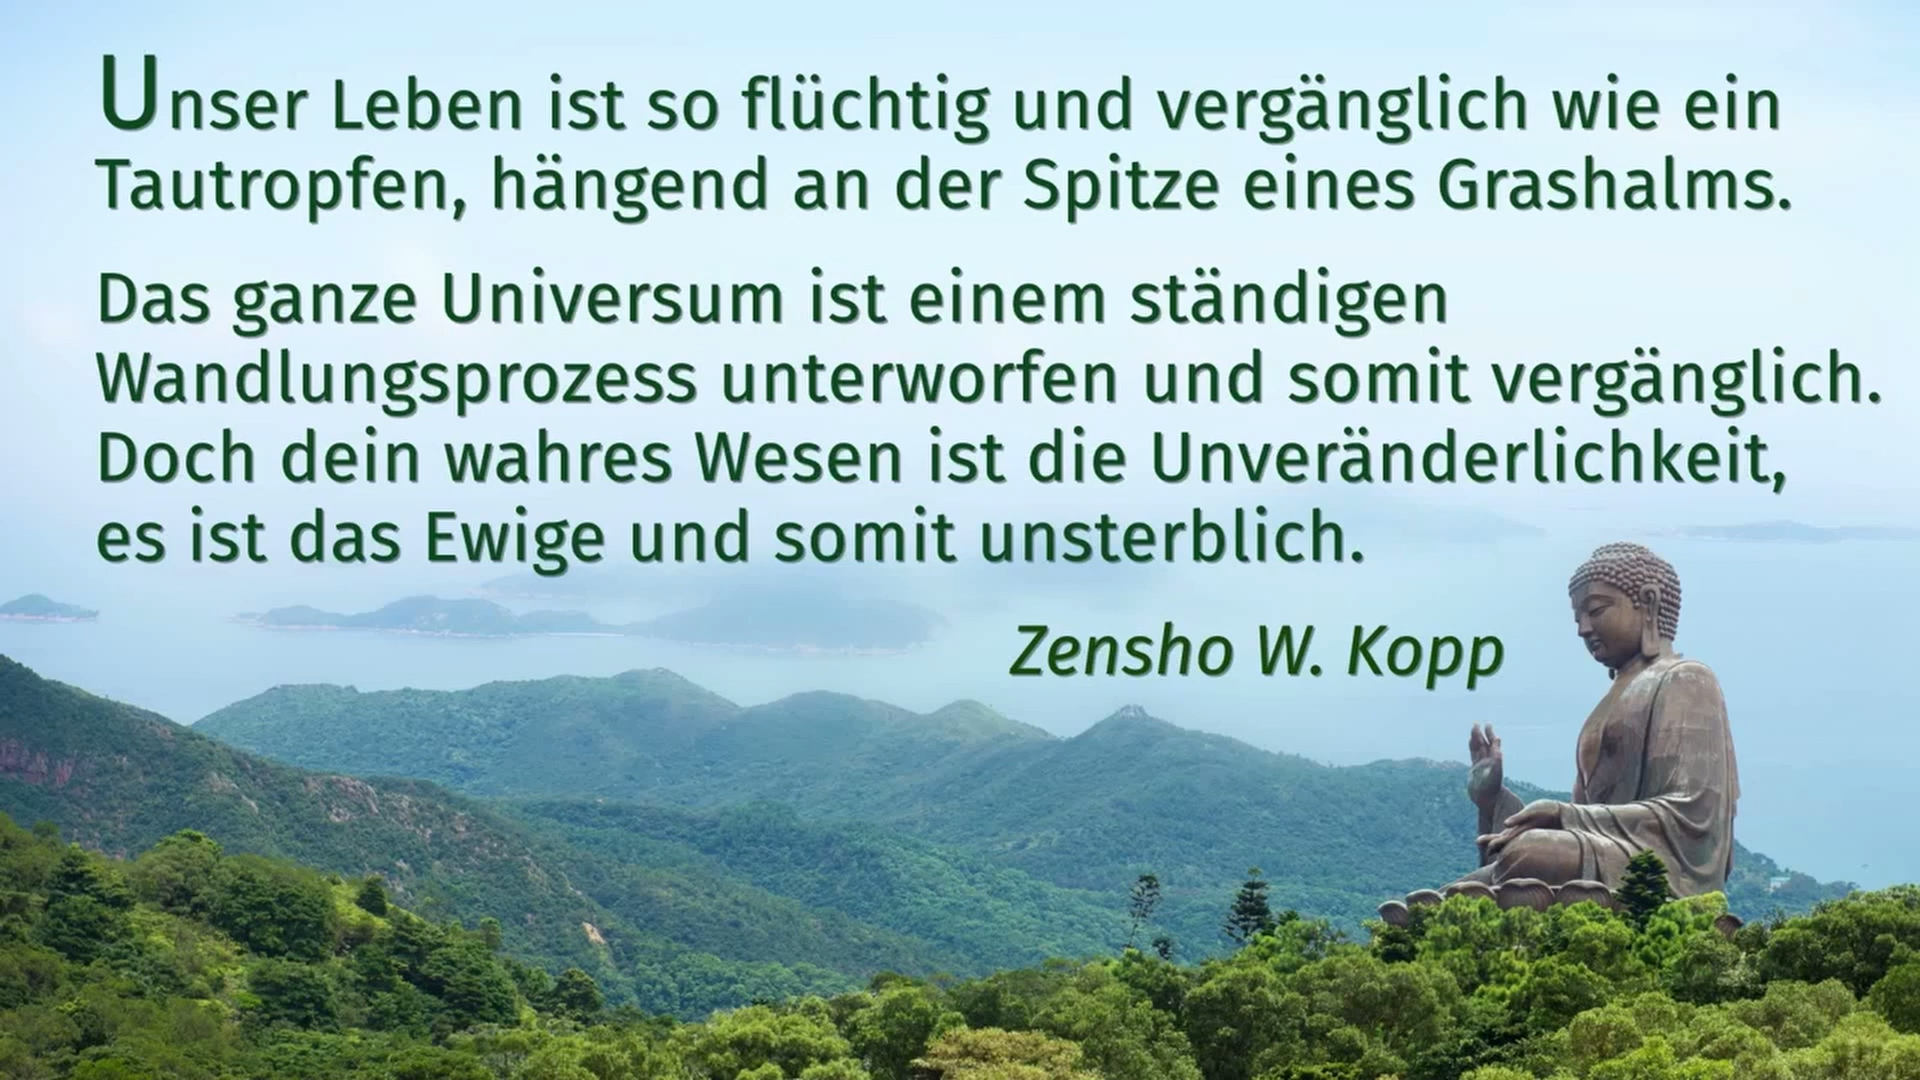 Unser Leben ist so flüchtig und vergänglich wie ein
Tautropfen, hängend an der Spitze eines Grashalms.
Das ganze Universum ist einem ständigen
Wandlungsprozess unterworfen und somit vergänglich.
Doch dein wahres Wesen ist die Unveränderlichkeit,
es ist das Ewige und somit unsterblich.
Zensho W. Kopp